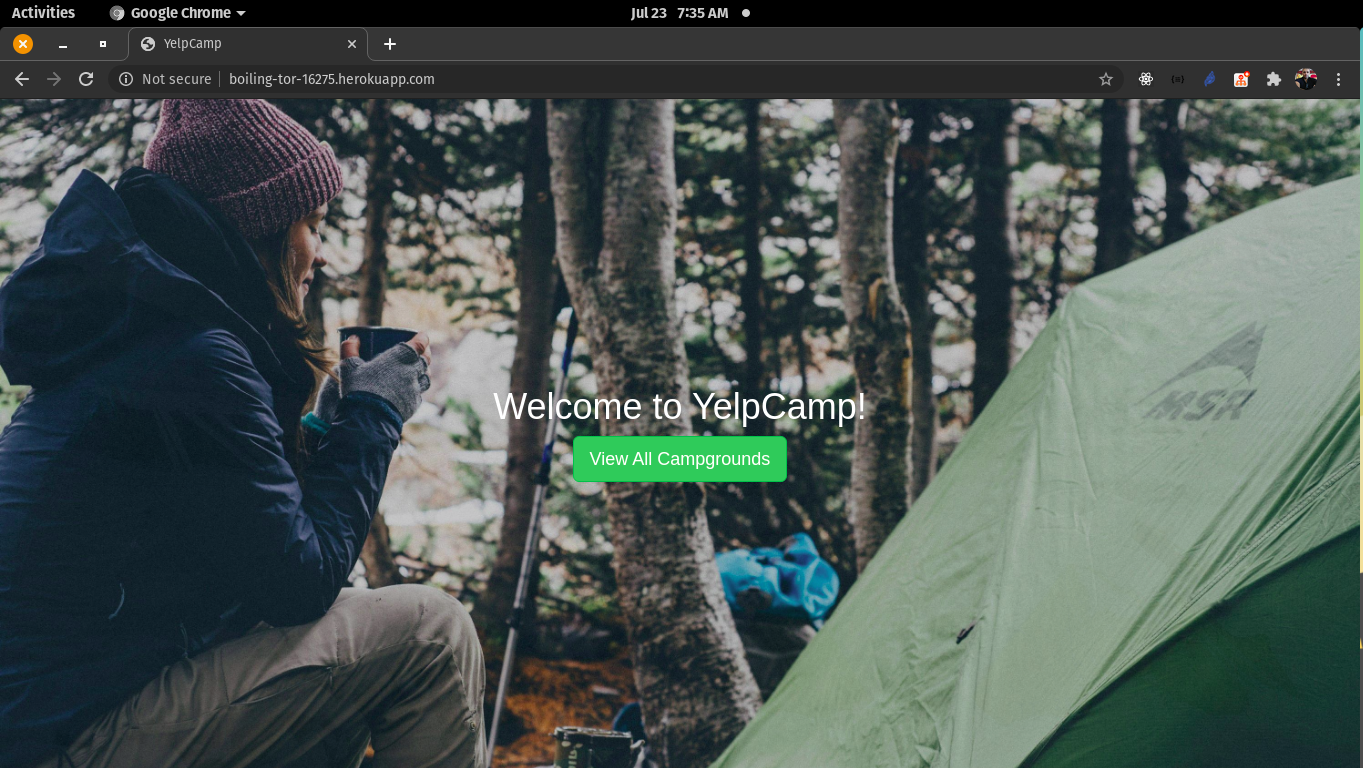 Activities
Google Chrome
Jul 23 7:35 AM
YelpCamp
Not secure
boiling-tor-16275.herokuapp.com
MSR
Welcome to YelpCamp!
View All Campgrounds